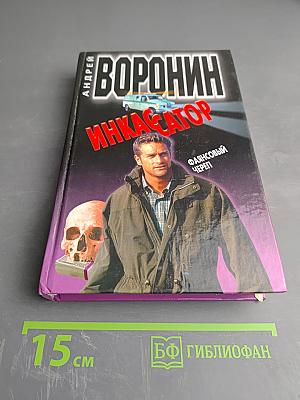 АНДРЕЙ
ВОРОНИН
ИНКАССАТОР
ФАЯНСОВЫЙ
ЧЕРЕП
15 см
БФ ГИБЛИОФАН